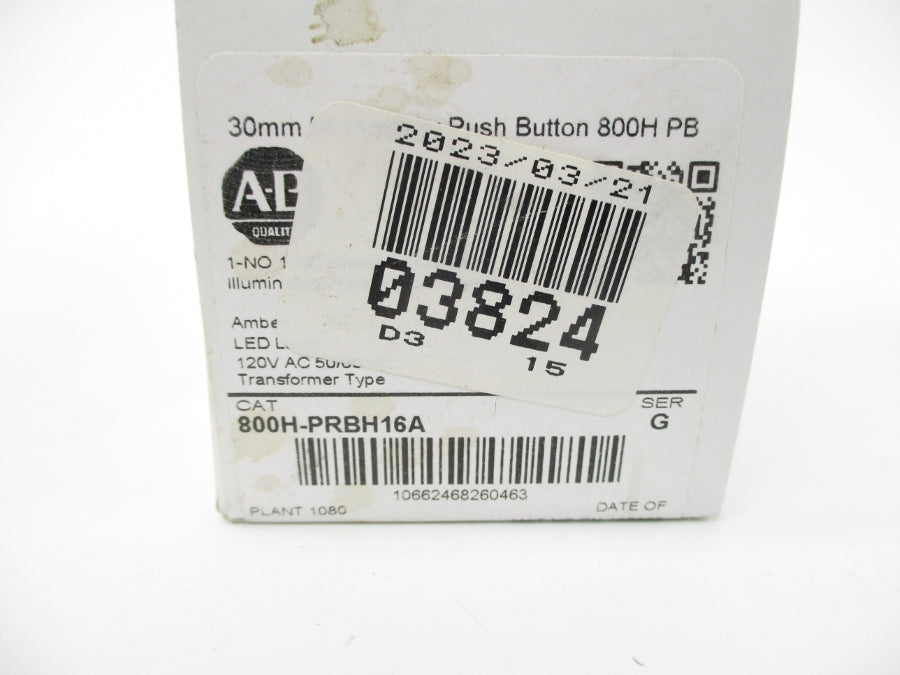 30mm Push Button 800H PB
2023/03/21
A-B
QUALIT
1-NO 1
Illumin
03824
D3 15
Ambe
LED L
120V AC 50/
Transformer Type
CAT SER
800H-PRBH16A G
10662468260463
PLANT 1080 DATE OF